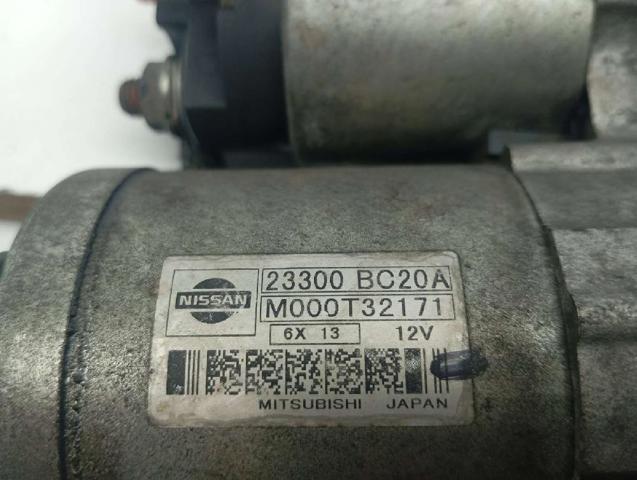 NISSAN
23300 BC20A
M000T32171
6X 13 12V
MITSUBISHI JAPAN